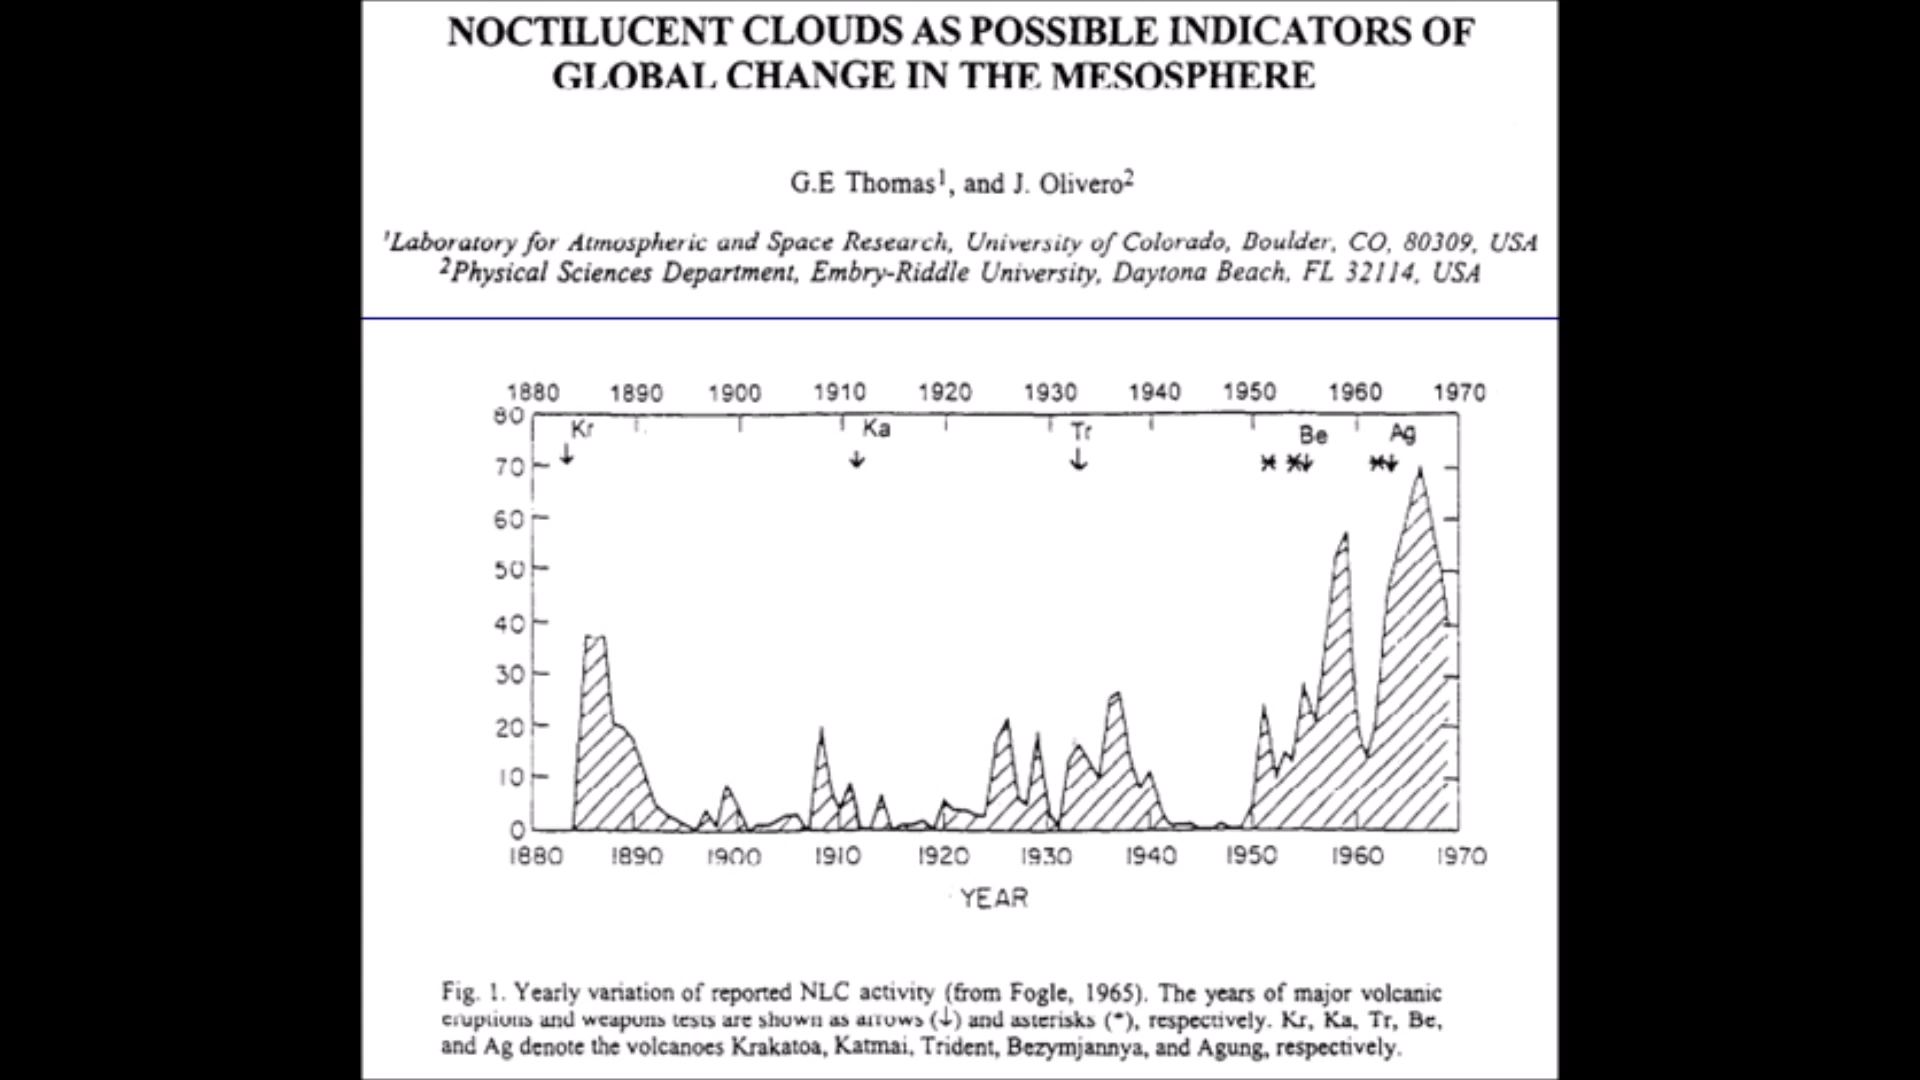 NOCTILUCENT CLOUDS AS POSSIBLE INDICATORS OF
GLOBAL CHANGE IN THE MESOSPHERE
G.E Thomas1, and J. Olivero2
1Laboratory for Atmospheric and Space Research, University of Colorado, Boulder, CO, 80309, USA
2Physical Sciences Department, Embry-Riddle University, Daytona Beach, FL 32114, USA
1880 1890 1900 1910 1920 1930 1940 1950 1960 1970
80
Kr Ka Tr Be Ag
↓ ↓ ↓ * *↓ *↓
70
60
50
40
30
20
10
0
1880 1890 1900 1910 1920 1930 1940 1950 1960 1970
YEAR
Fig. 1. Yearly variation of reported NLC activity (from Fogle, 1965). The years of major volcanic
eruptions and weapons tests are shown as arrows (↓) and asterisks (*), respectively. Kr, Ka, Tr, Be,
and Ag denote the volcanoes Krakatoa, Katmai, Trident, Bezymjannya, and Agung, respectively.